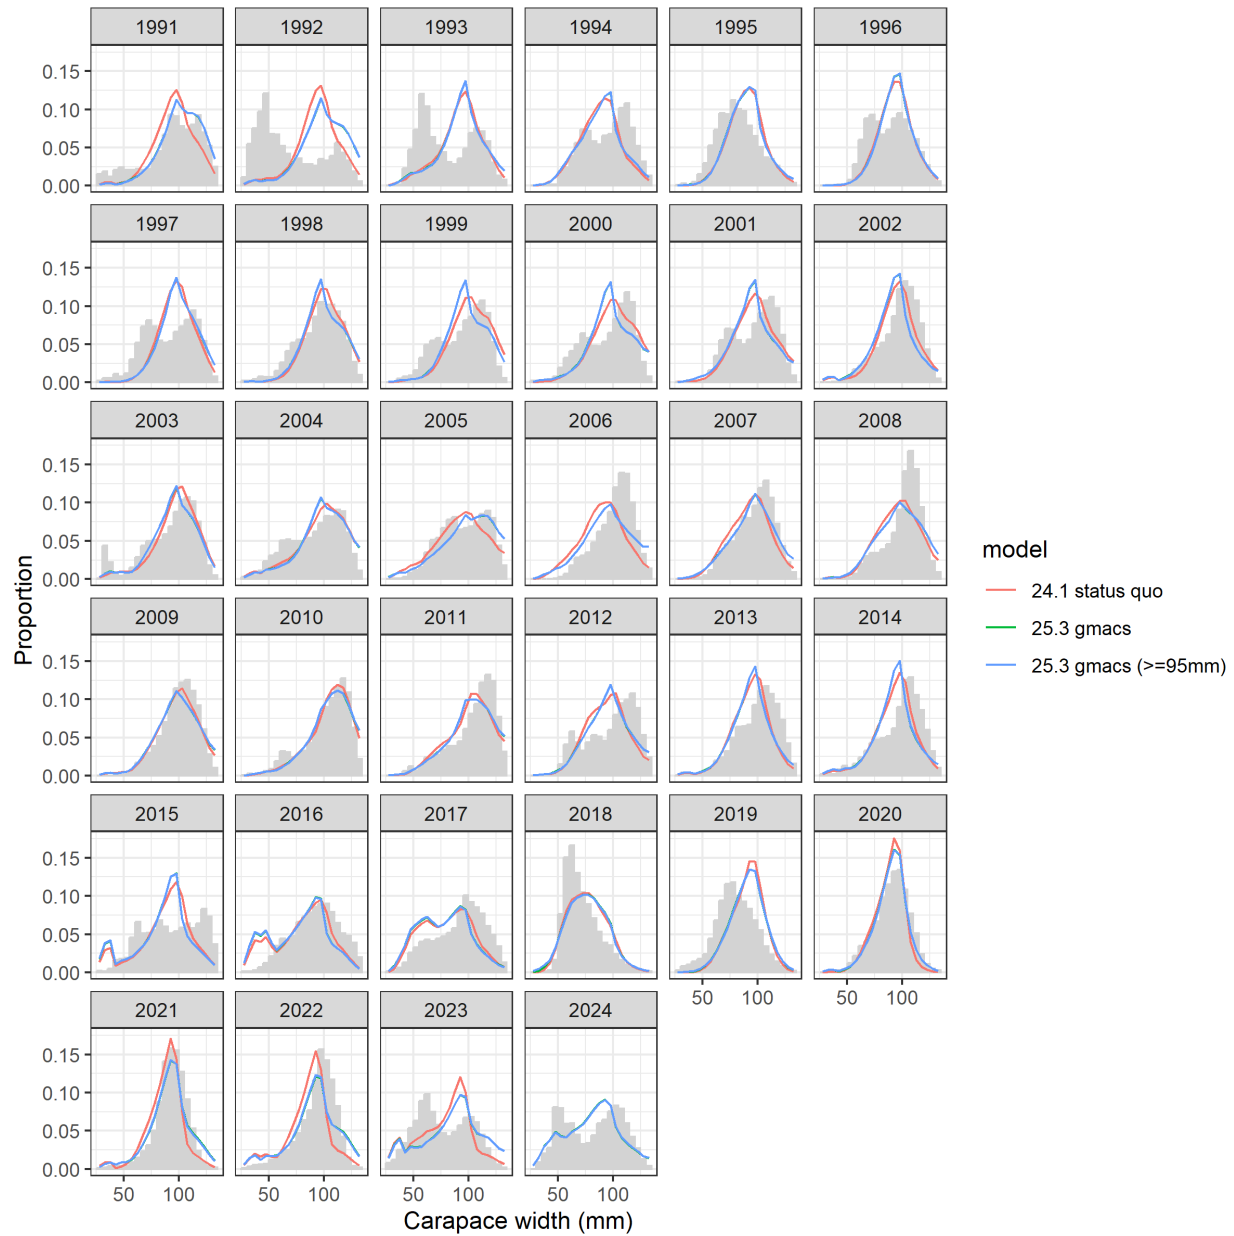 1991 1992 1993 1994 1995 1996
0.15
0.10
0.05
0.00
1997 1998 1999 2000 2001 2002
0.15
0.10
0.05
0.00
2003 2004 2005 2006 2007 2008
0.15
0.10
0.05
0.00
2009 2010 2011 2012 2013 2014
0.15
0.10
0.05
0.00
2015 2016 2017 2018 2019 2020
0.15
0.10
0.05
0.00
50 100 50 100
2021 2022 2023 2024
0.15
0.10
0.05
0.00
50 100 50 100 50 100 50 100
Carapace width (mm)
Proportion
model
24.1 status quo
25.3 gmacs
25.3 gmacs (>=95mm)